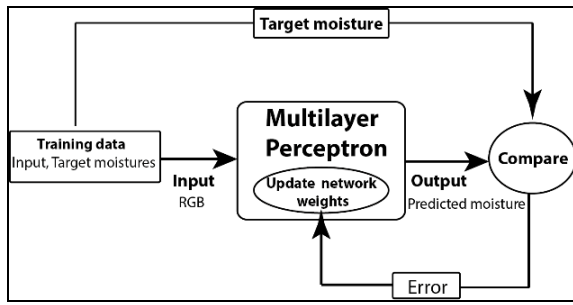 Target moisture
Training data
Input, Target moistures
Input
RGB
Multilayer
Perceptron
Update network
weights
Output
Predicted moisture
Compare
Error